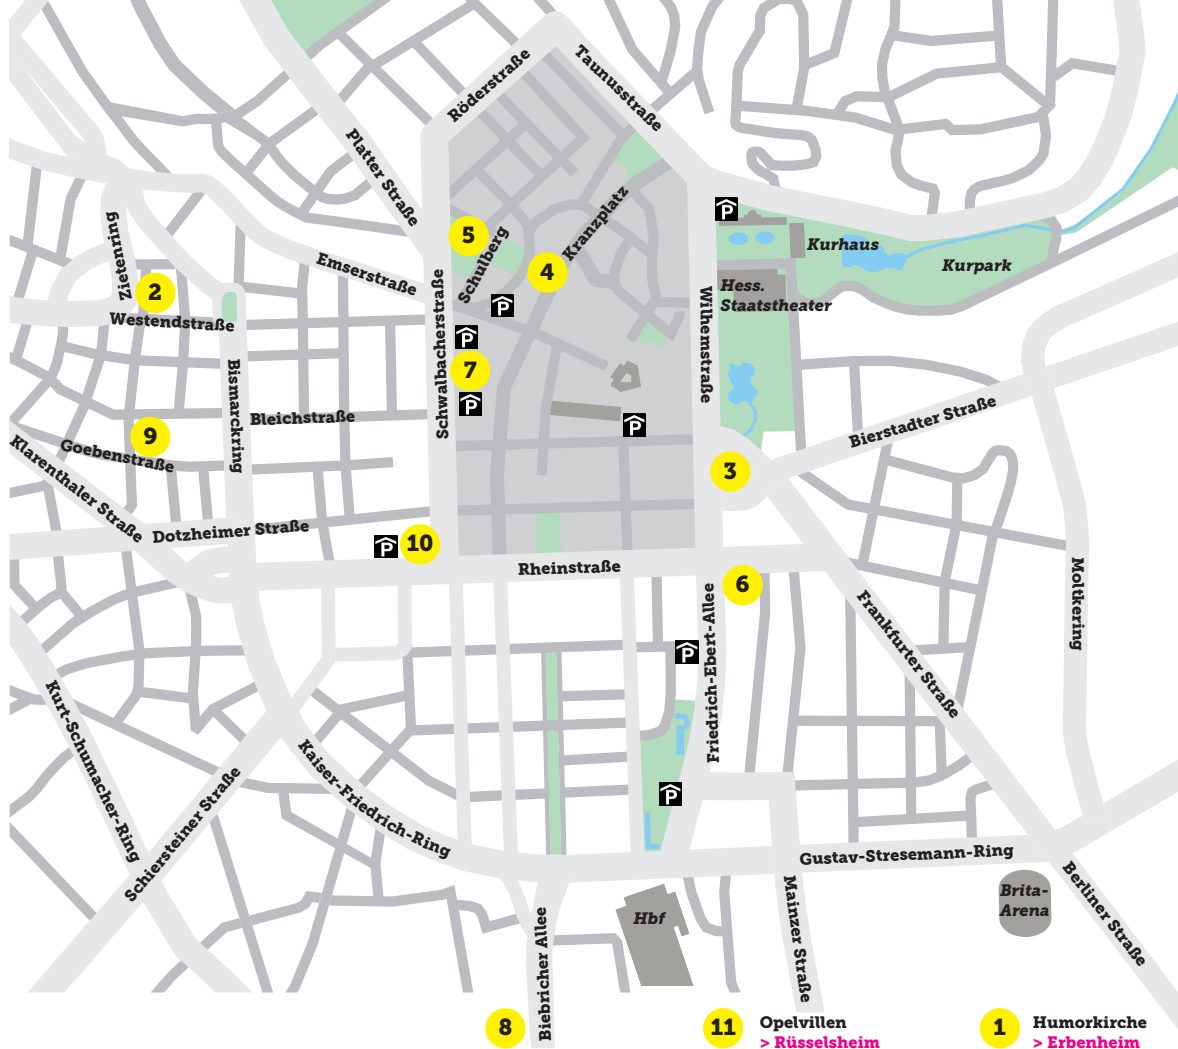 Röderstraße
Taunusstraße
Platter Straße
Kranzplatz
5
Schulberg
4
Kurhaus
Kurpark
Zietenring
2
Emserstraße
Hess.
Staatstheater
Westendstraße
P
P
P
P
P
P
P
P
Schwalbacherstraße
Wilhemstraße
7
Bismarckring
Bleichstraße
Bierstadter Straße
9
Goebenstraße
Klarenthaler Straße
3
Dotzheimer Straße
10
Rheinstraße
6
Friedrich-Ebert-Allee
Frankfurter Straße
Moltkering
Kurt-Schumacher-Ring
Schiersteiner Straße
Kaiser-Friedrich-Ring
Gustav-Stresemann-Ring
Mainzer Straße
Berliner Straße
Brita-
Arena
Hbf
Biebricher Allee
8
11
Opelvillen
> Rüsselsheim
1
Humorkirche
> Erbenheim